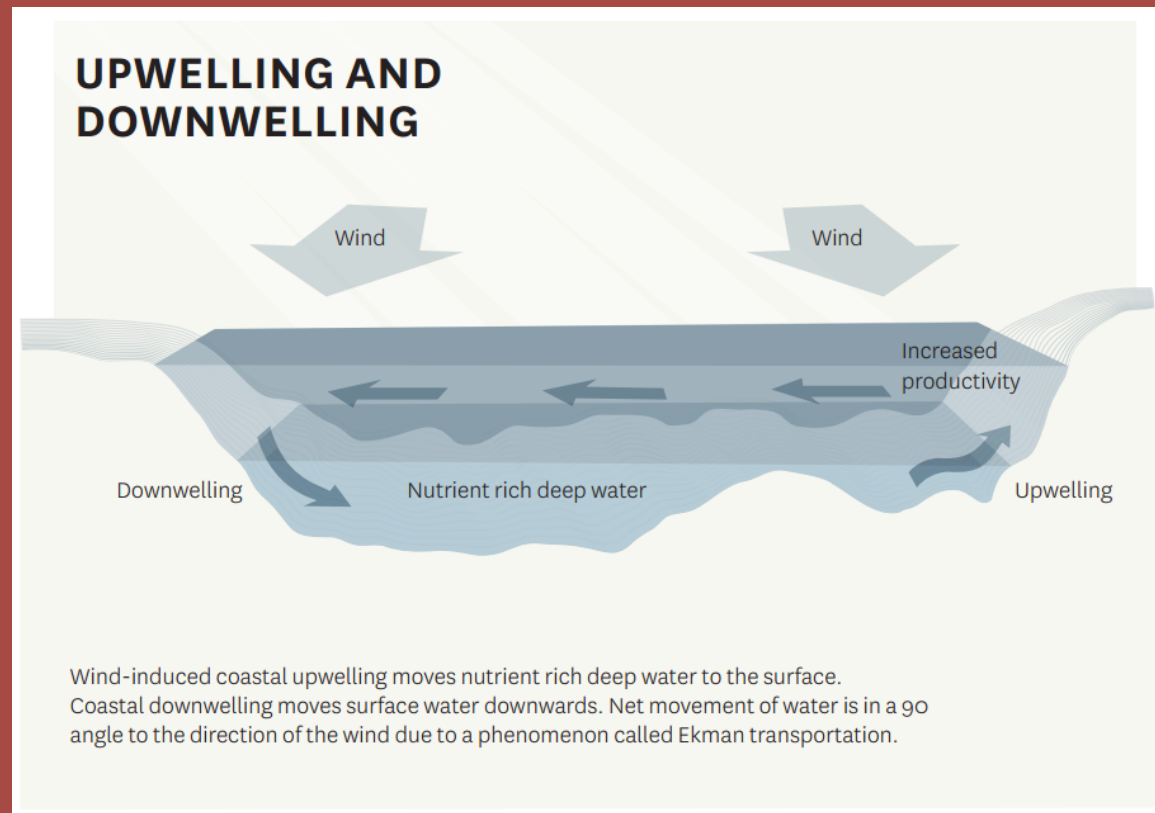 UPWELLING AND
DOWNWELLING
Wind
Wind
Increased
productivity
Downwelling
Nutrient rich deep water
Upwelling
Wind-induced coastal upwelling moves nutrient rich deep water to the surface.
Coastal downwelling moves surface water downwards. Net movement of water is in a 90
angle to the direction of the wind due to a phenomenon called Ekman transportation.